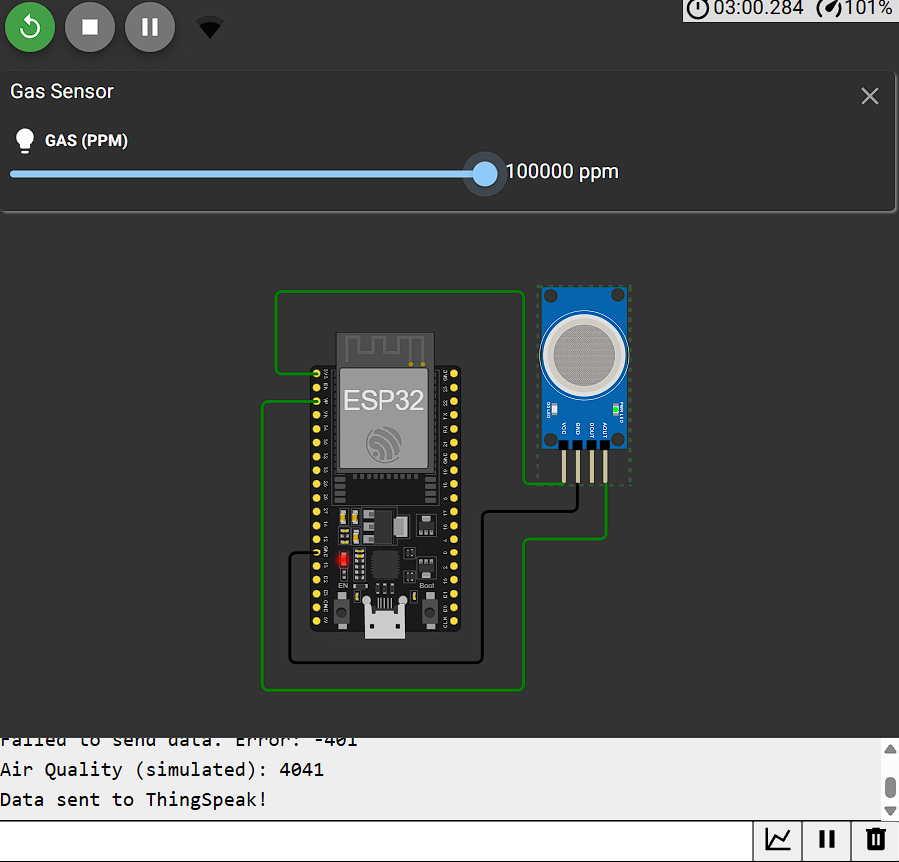 03:00.284 101%
Gas Sensor
GAS (PPM)
100000 ppm
ESP32
VCC
GND
DOUT
AOUT
EN
Boot
Failed to send data. Error: -401
Air Quality (simulated): 4041
Data sent to ThingSpeak!